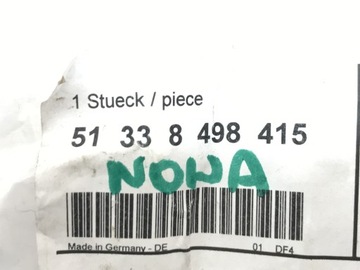 1 Stueck / piece
51 33 8 498 415
NOWA
Made in Germany - DE 01 DF4